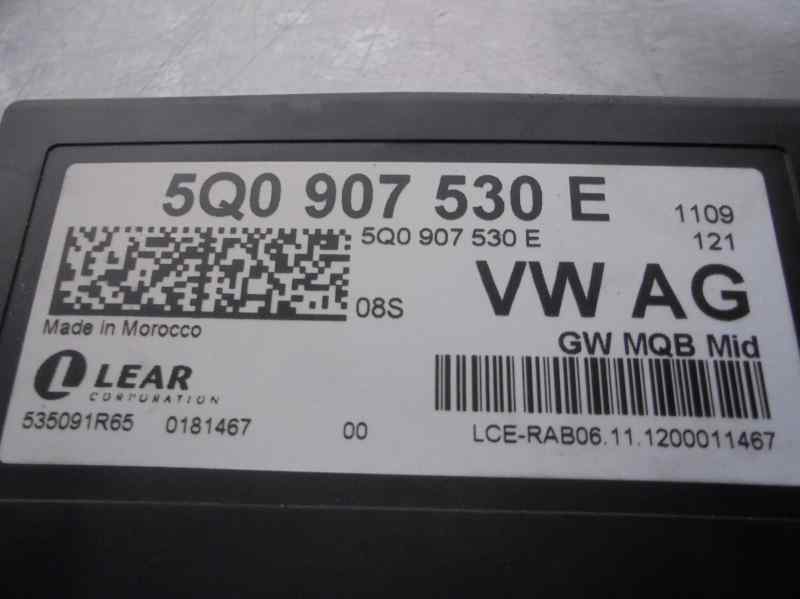 5Q0 907 530 E
1109
5Q0 907 530 E
121
08S
VW AG
Made in Morocco
GW MQB Mid
LEAR
CORPORATION
535091R65 0181467 00
LCE-RAB06.11.1200011467